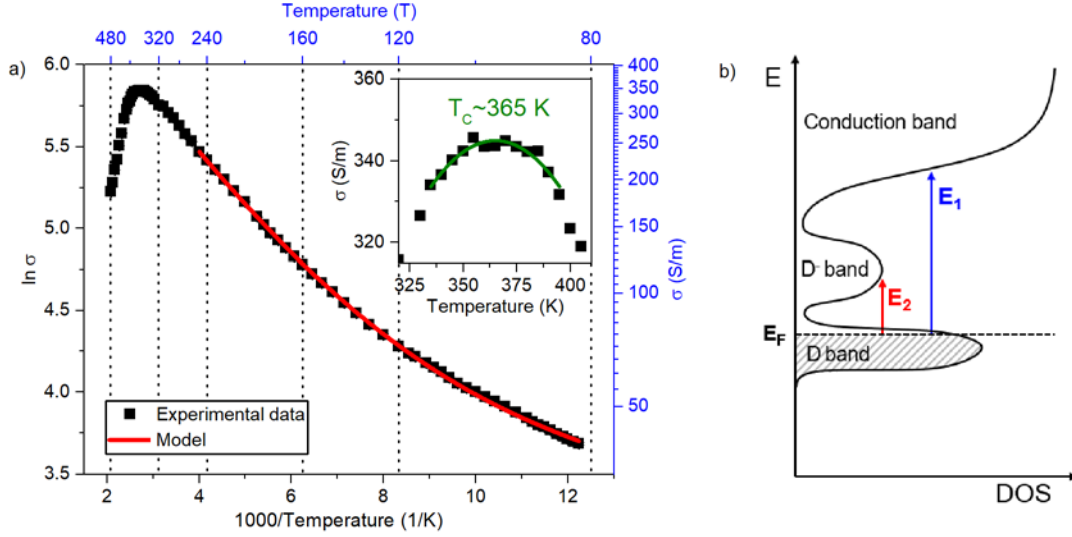 Temperature (T)
480 320 240 160 120 80
a)
6.0
5.5
5.0
4.5
4.0
3.5
ln σ
2 4 6 8 10 12
1000/Temperature (1/K)
400
350
300
250
200
150
100
50
σ (S/m)
Experimental data
Model
360
340
320
σ (S/m)
T_C~365 K
325 350 375 400
Temperature (K)
b)
E
Conduction band
E₁
D⁻ band
E₂
E_F
D band
DOS